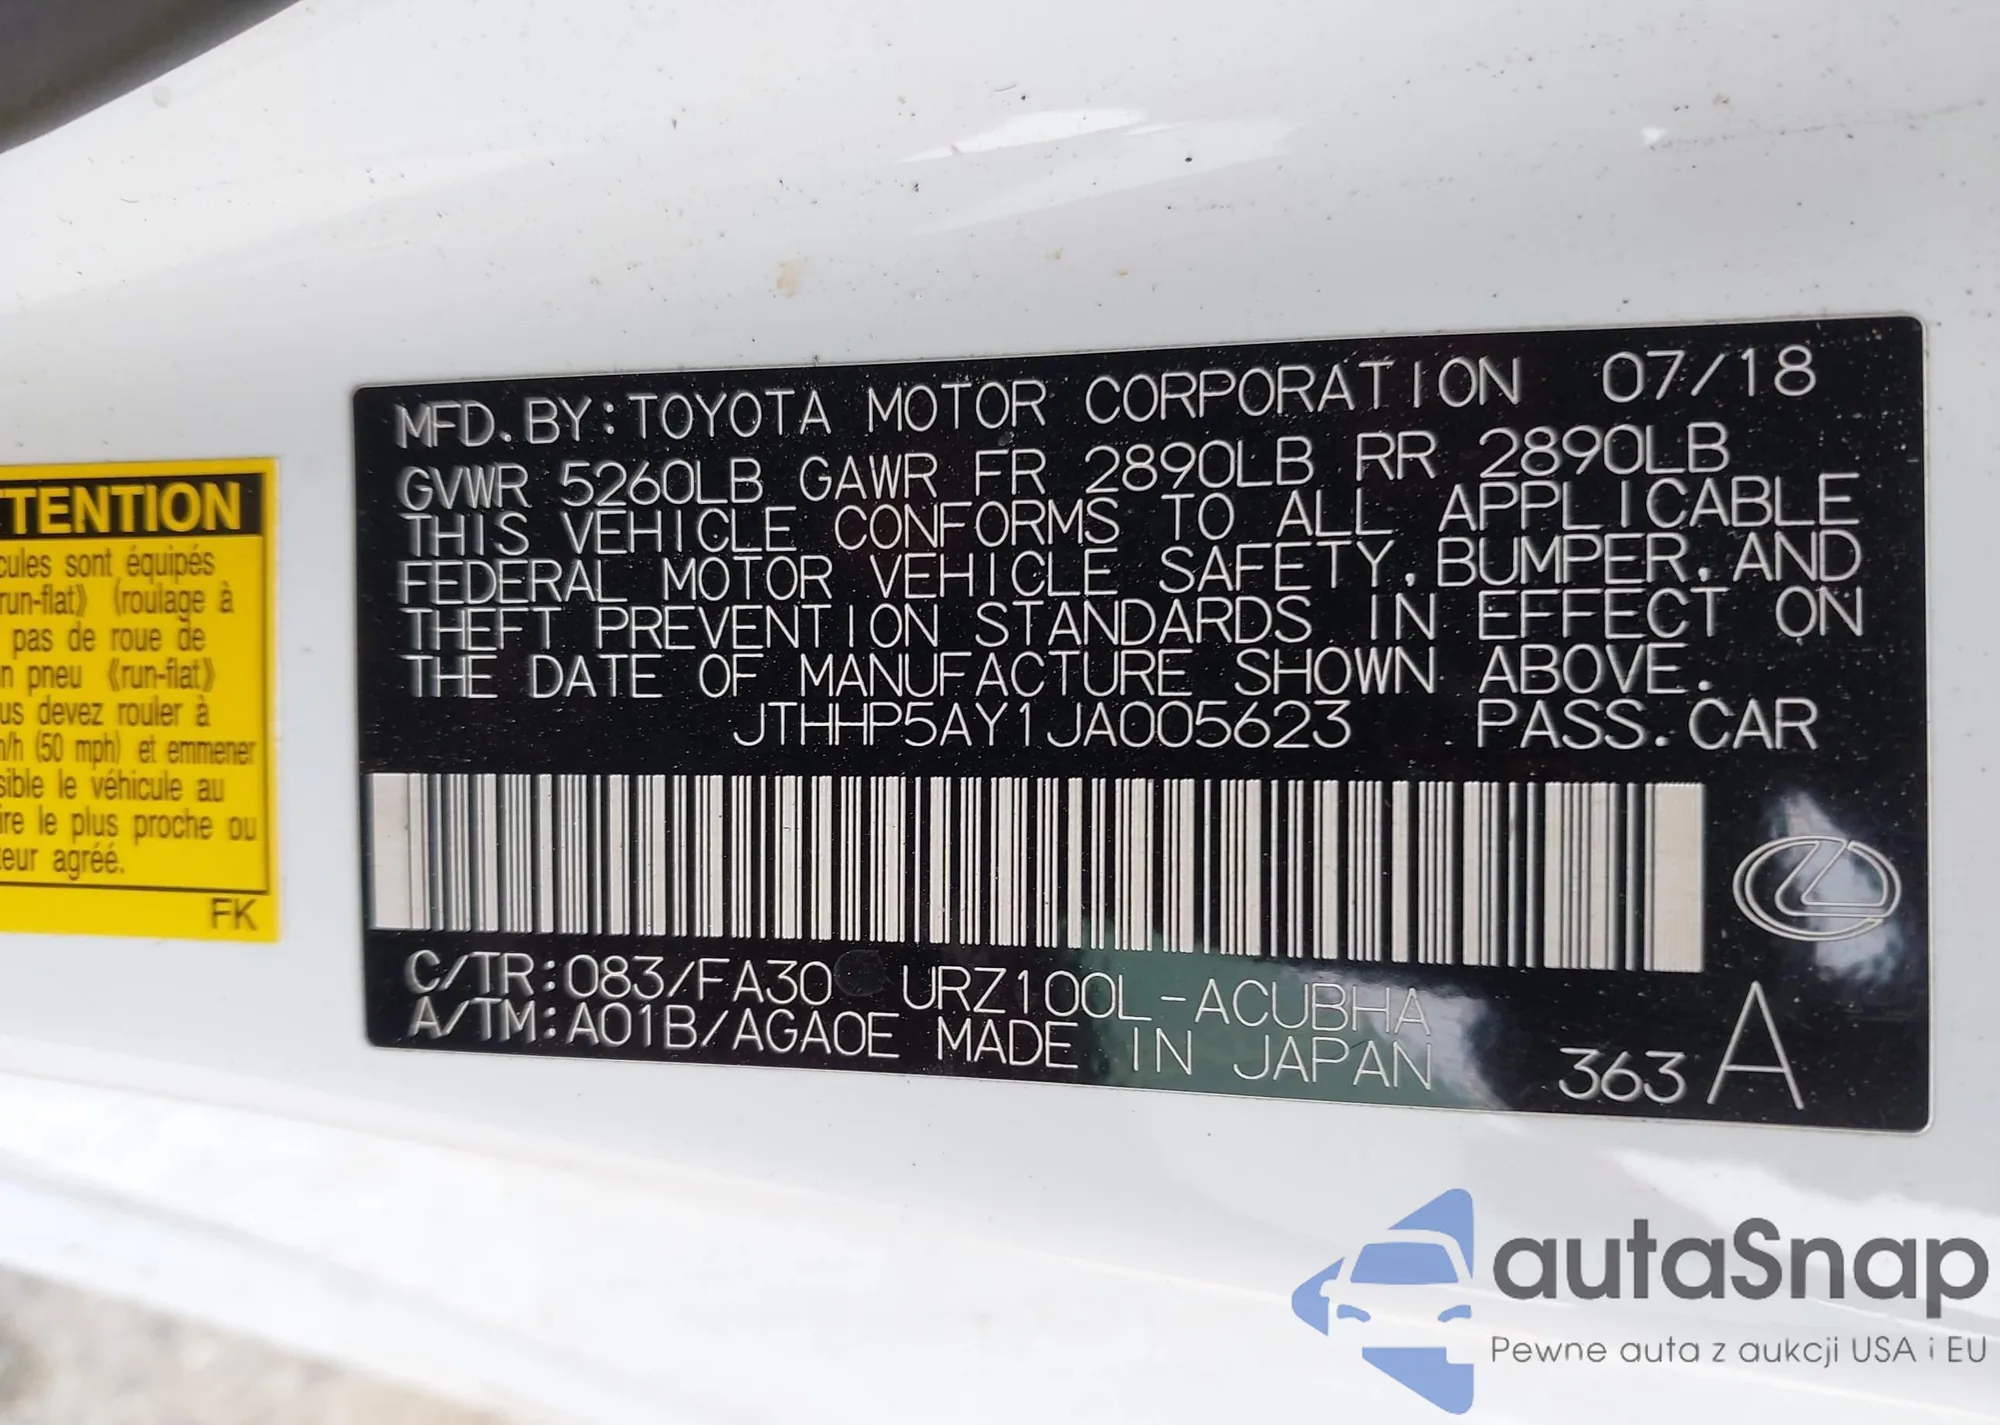 MFD. BY: TOYOTA MOTOR CORPORATION 07/18
GVWR 5260LB GAWR FR 2890LB RR 2890LB
THIS VEHICLE CONFORMS TO ALL APPLICABLE
FEDERAL MOTOR VEHICLE SAFETY, BUMPER, AND
THEFT PREVENTION STANDARDS IN EFFECT ON
THE DATE OF MANUFACTURE SHOWN ABOVE.
JTHHP5AY1JA005623 PASS. CAR
C/TR: 083/FA30 URZ100L-ACUBHA
A/TM: A01B/AGA0E MADE IN JAPAN 363 A
TTENTION
cules sont équipés
run-flat》 (roulage à
pas de roue de
n pneu 《run-flat》
us devez rouler à
/h (50 mph) et emmener
sible le véhicule au
ire le plus proche ou
teur agréé.
FK
autaSnap
Pewne auta z aukcji USA i EU